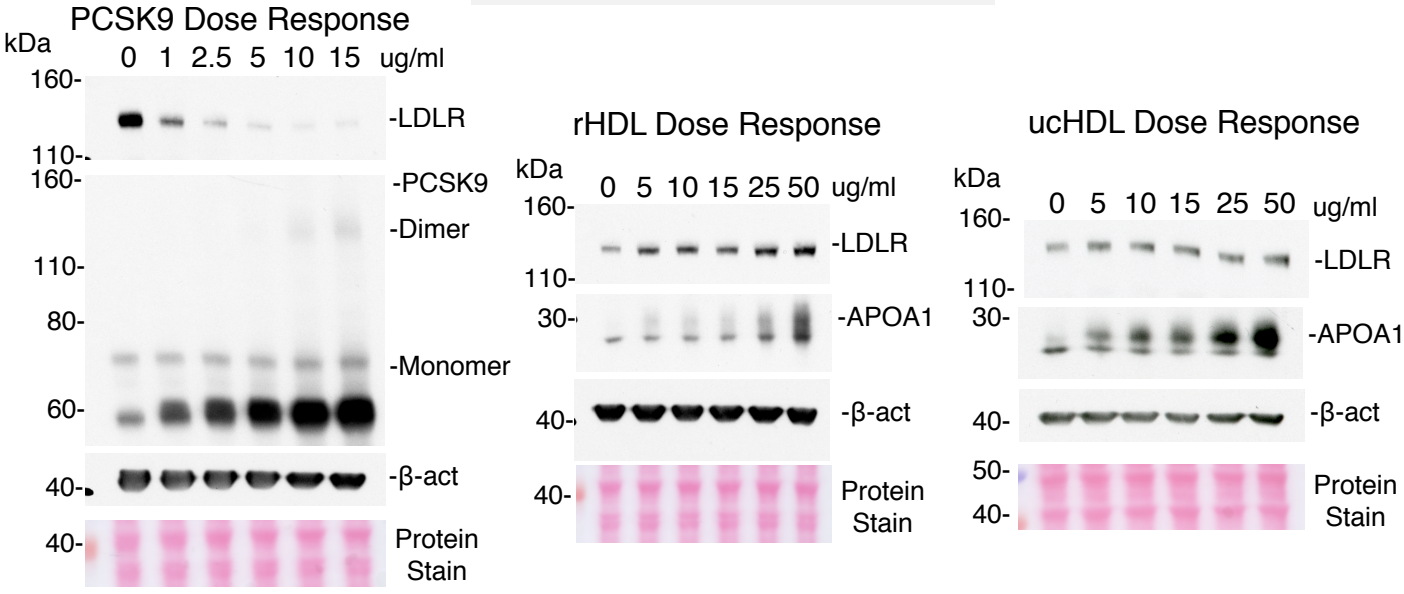 PCSK9 Dose Response
kDa
0 1 2.5 5 10 15 ug/ml
160-
-LDLR
110-
160-
-PCSK9
-Dimer
110-
80-
-Monomer
60-
-β-act
40-
40-
Protein
Stain
rHDL Dose Response
kDa
0 5 10 15 25 50 ug/ml
160-
-LDLR
110-
30-
-APOA1
-β-act
40-
40-
Protein
Stain
ucHDL Dose Response
kDa
0 5 10 15 25 50 ug/ml
160-
-LDLR
110-
30-
-APOA1
-β-act
40-
50-
40-
Protein
Stain